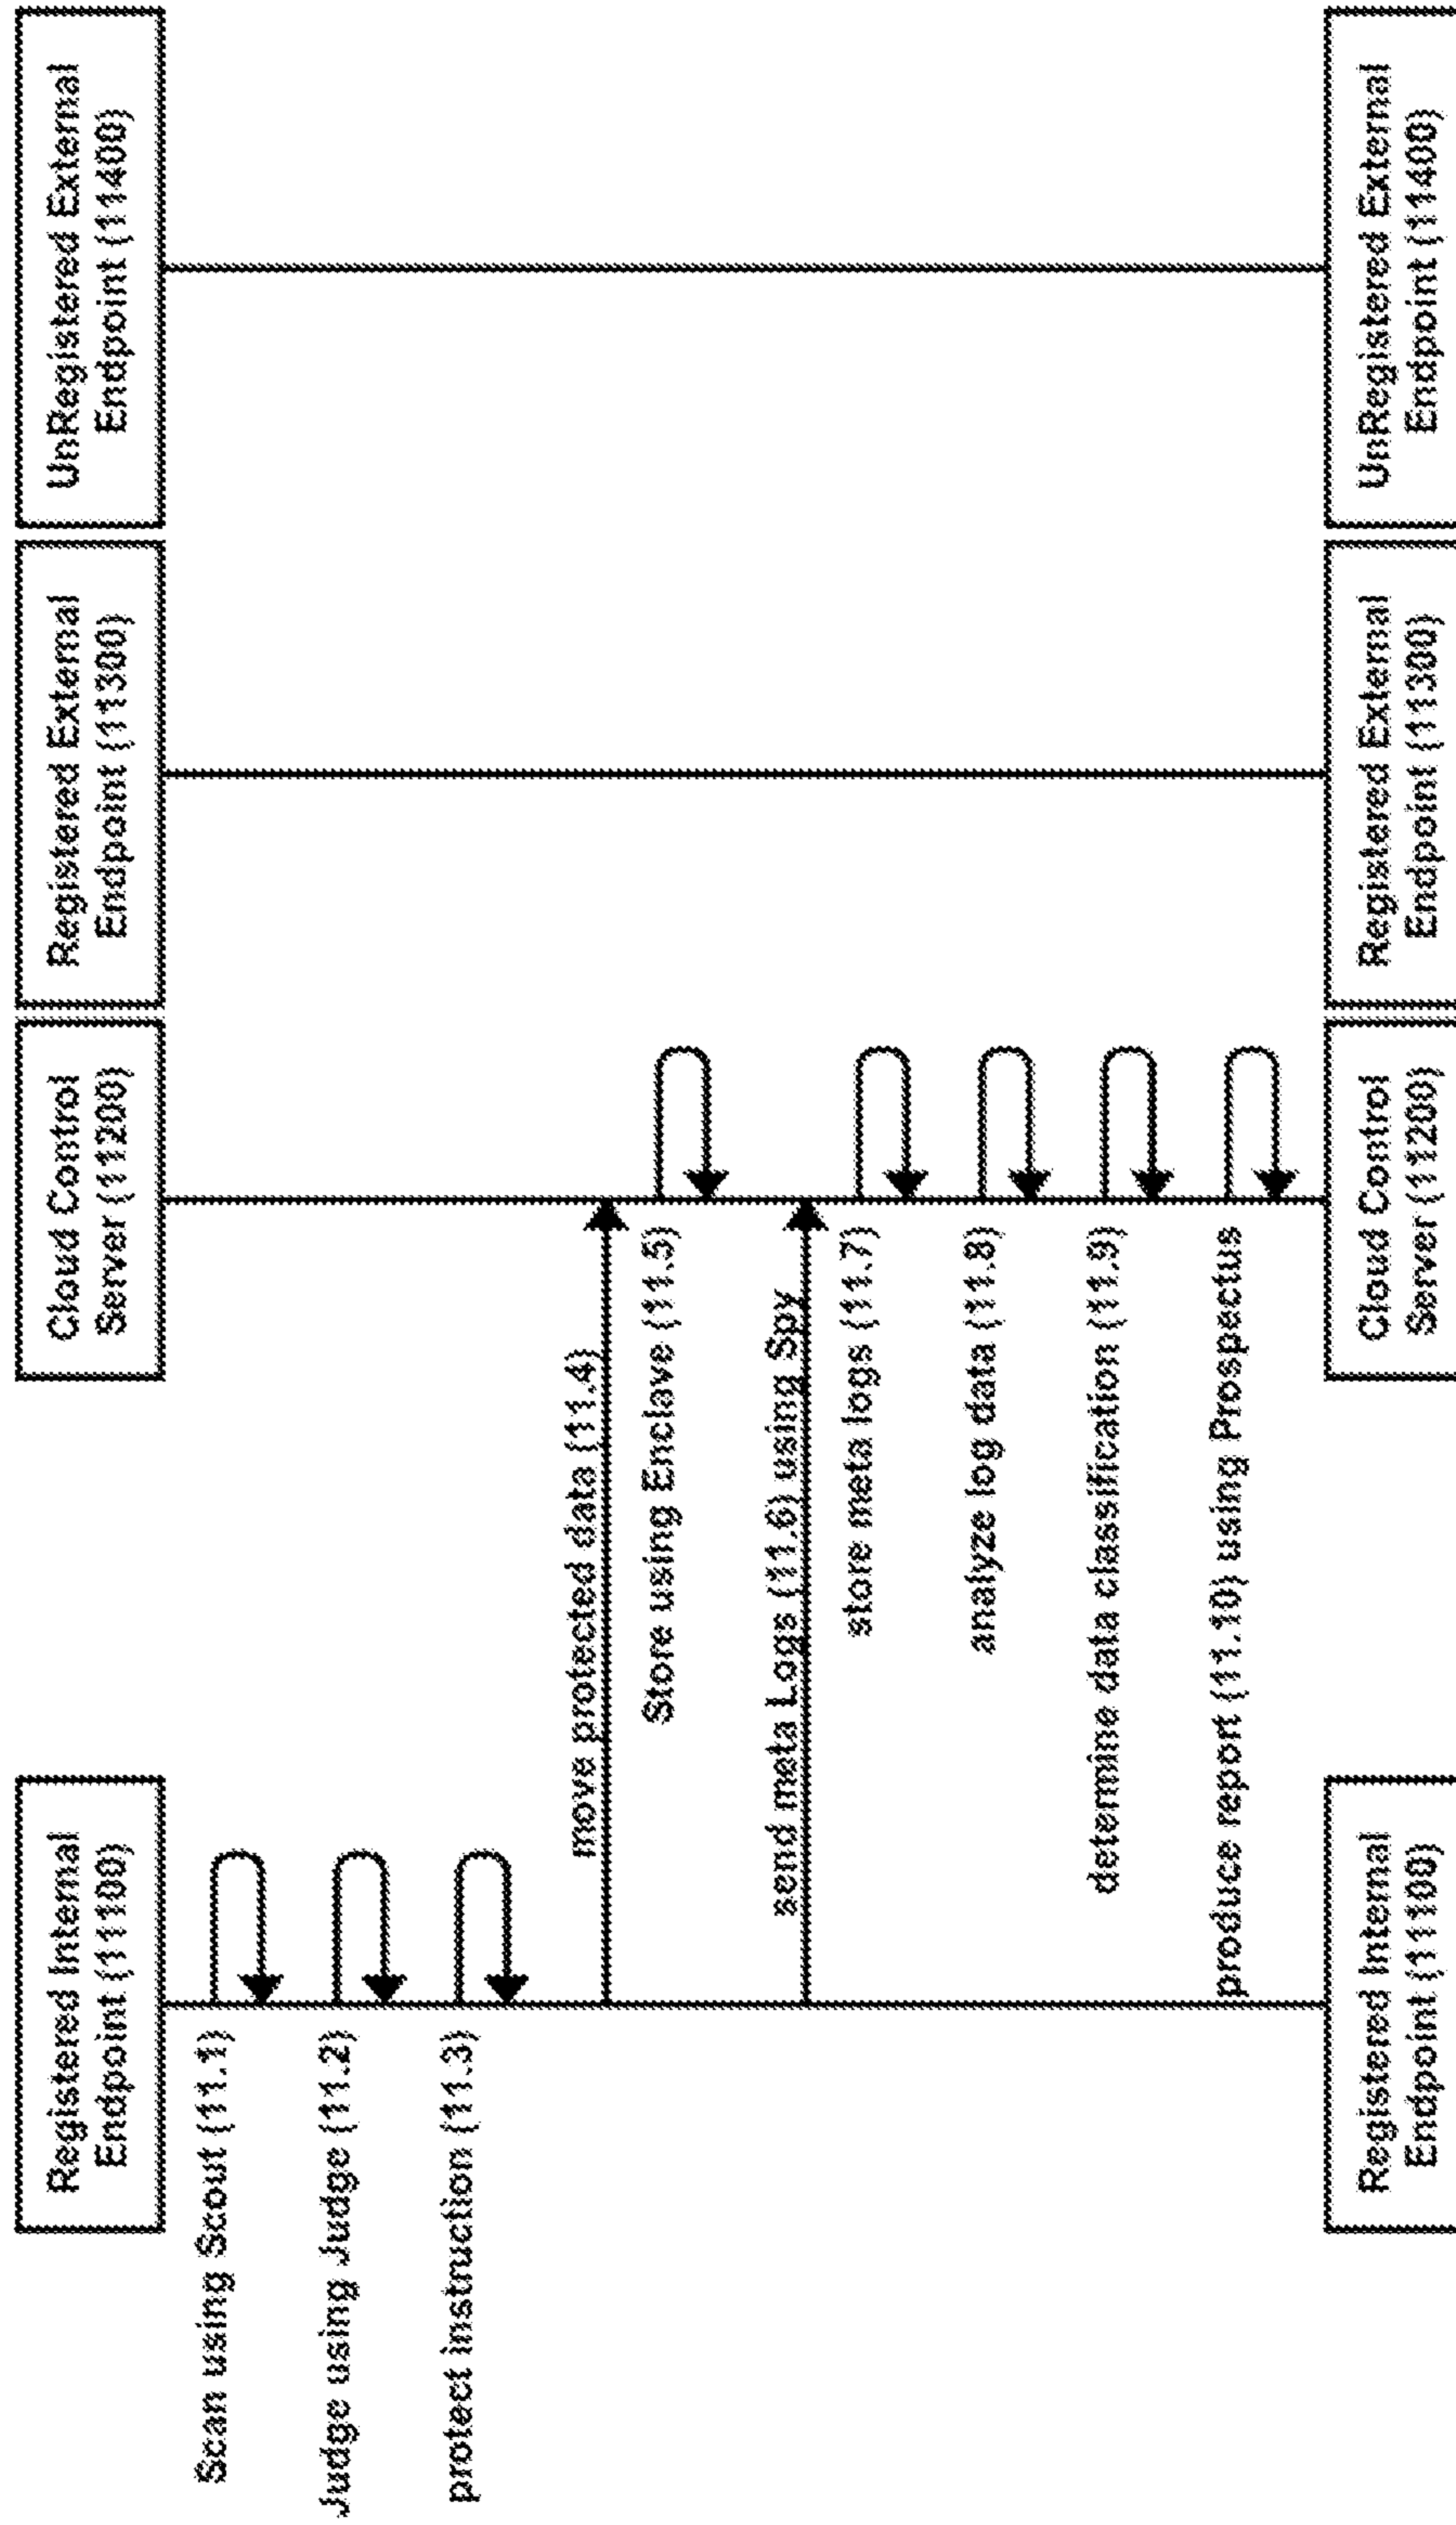 Registered Internal
Endpoint (11100)
Cloud Control
Server (11200)
Registered External
Endpoint (11300)
UnRegistered External
Endpoint (11400)
Scan using Scout (11.1)
Judge using Judge (11.2)
protect instruction (11.3)
move protected data (11.4)
Store using Enclave (11.5)
send meta Logs (11.6) using Spy
store meta logs (11.7)
analyze log data (11.8)
determine data classification (11.9)
produce report (11.10) using Prospectus
Registered Internal
Endpoint (11100)
Cloud Control
Server (11200)
Registered External
Endpoint (11300)
UnRegistered External
Endpoint (11400)